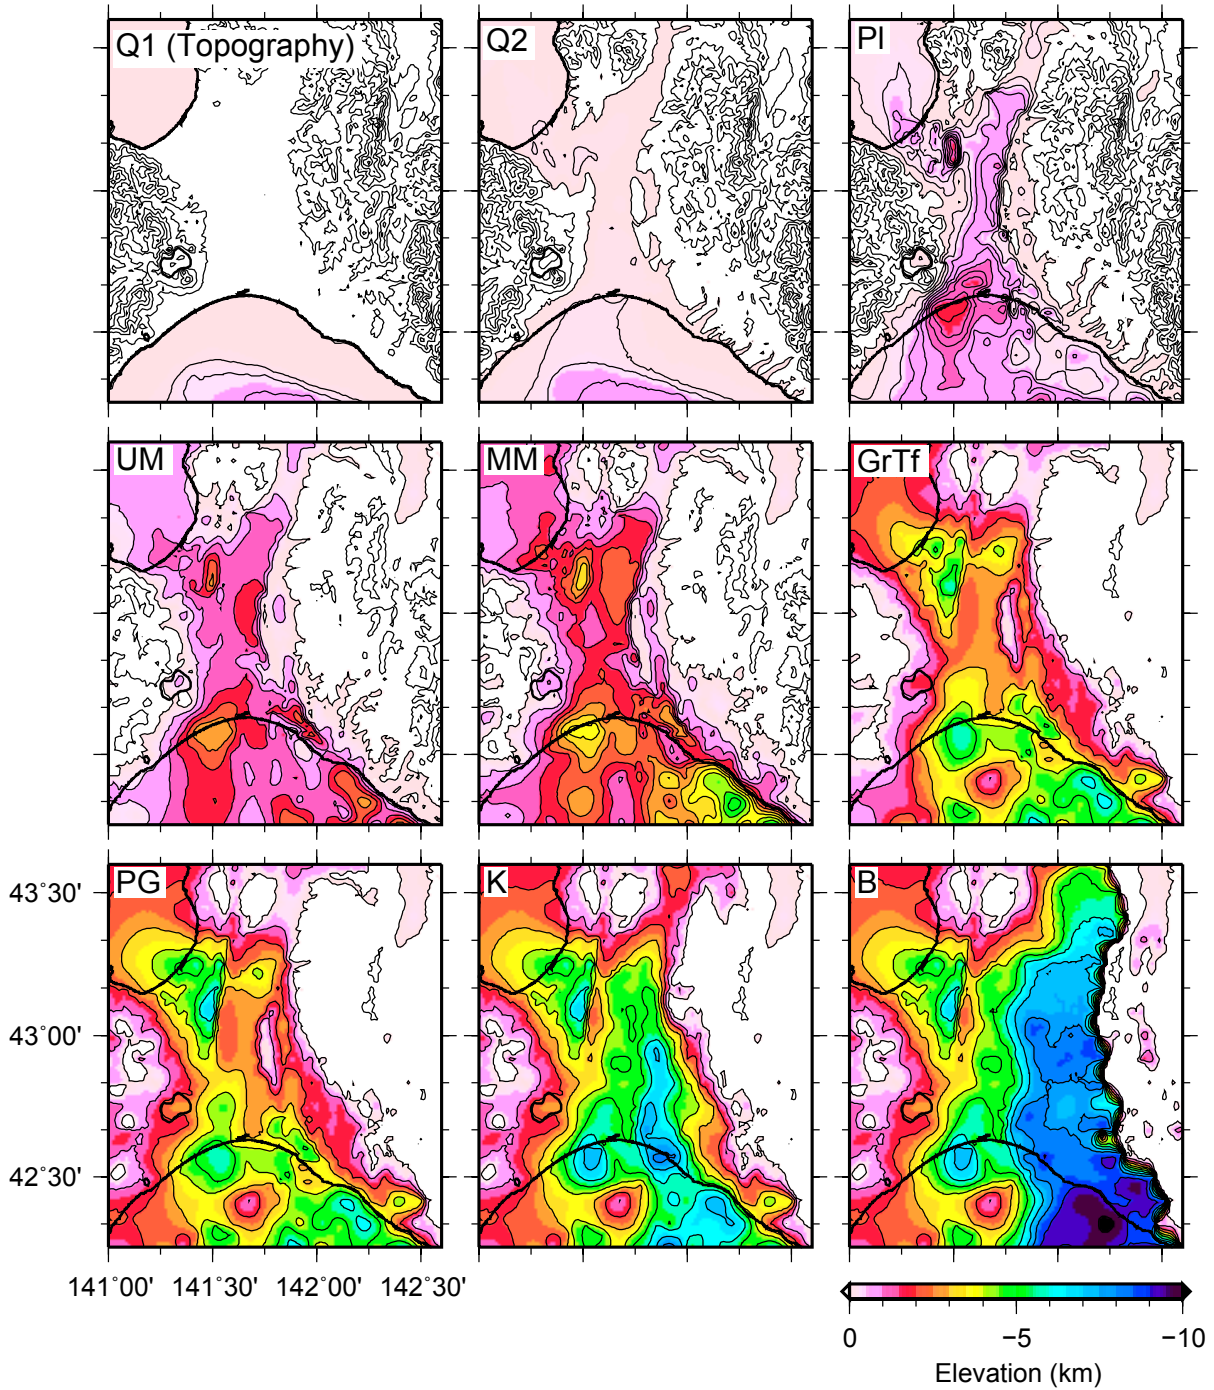 Q1 (Topography)
Q2
Pl
UM
MM
GrTf
PG
K
B
43˚30'
43˚00'
42˚30'
141˚00' 141˚30' 142˚00' 142˚30'
0 −5 −10
Elevation (km)